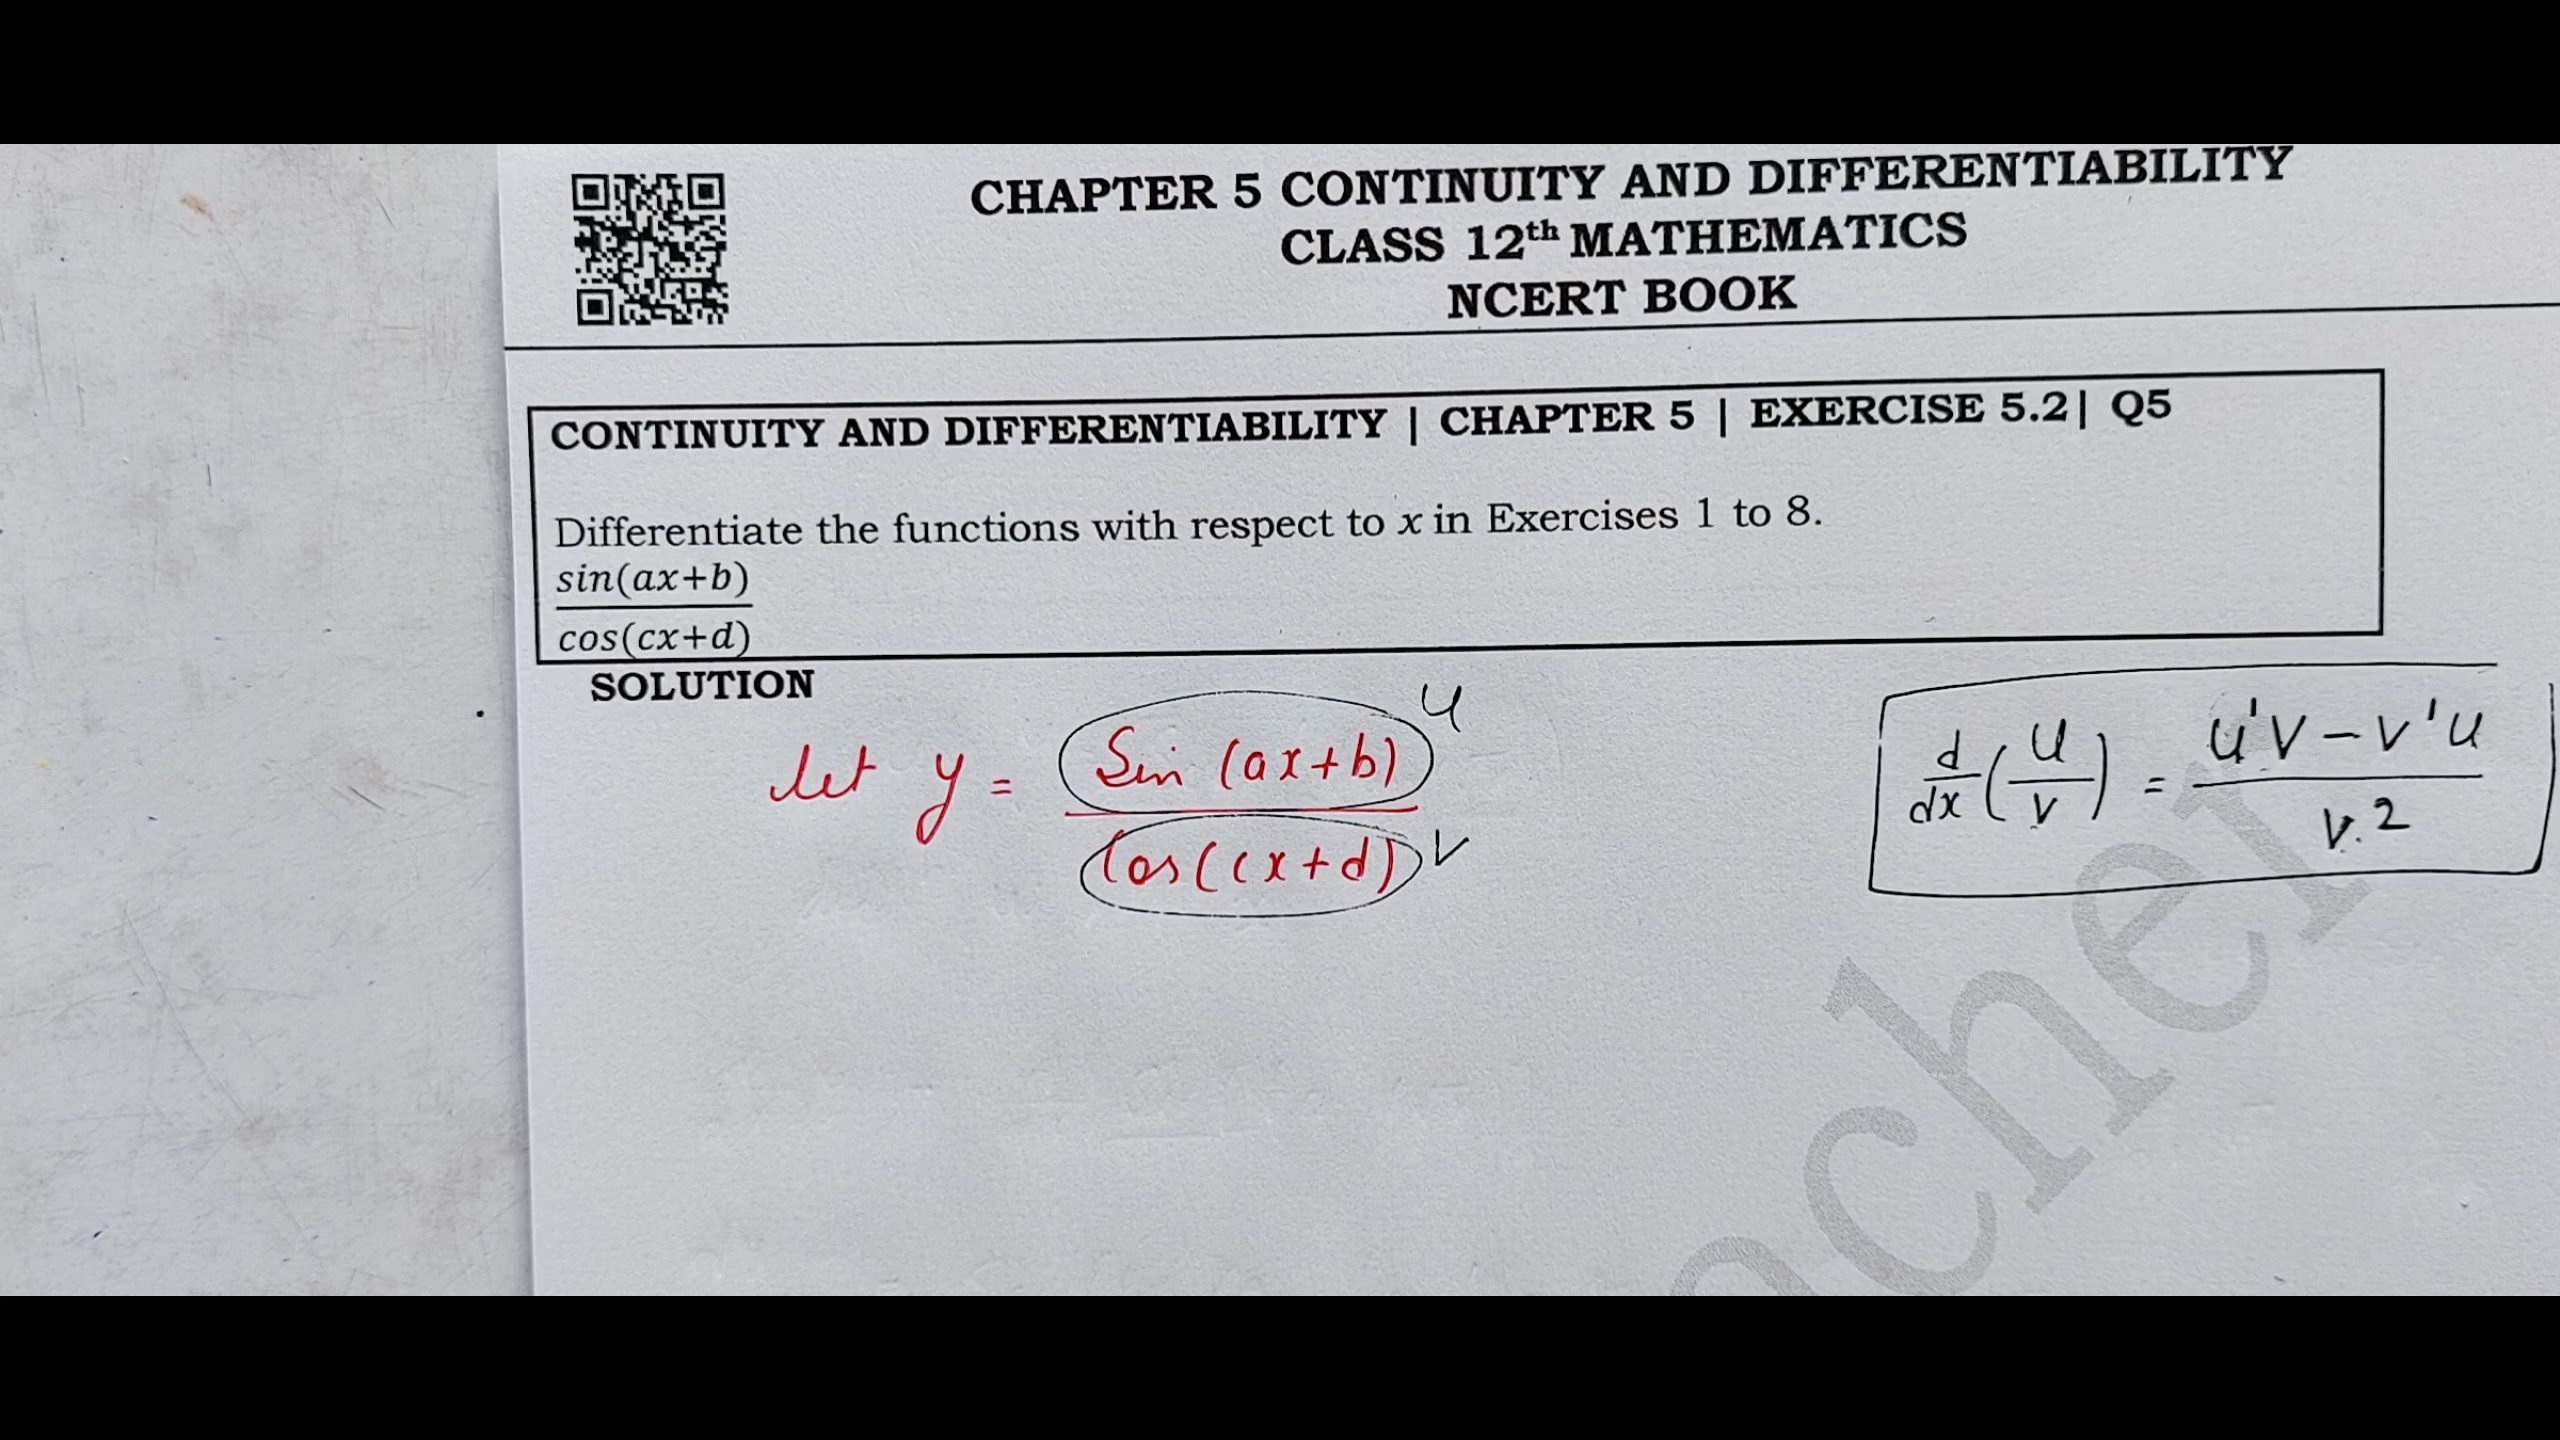 CHAPTER 5 CONTINUITY AND DIFFERENTIABILITY
CLASS 12th MATHEMATICS
NCERT BOOK
CONTINUITY AND DIFFERENTIABILITY | CHAPTER 5 | EXERCISE 5.2| Q5
Differentiate the functions with respect to x in Exercises 1 to 8.
sin(ax+b)
cos(cx+d)
SOLUTION
let y = Sin (ax+b) u
Cos(cx+d) v
d/dx (u/v) = u'v - v'u
v.2